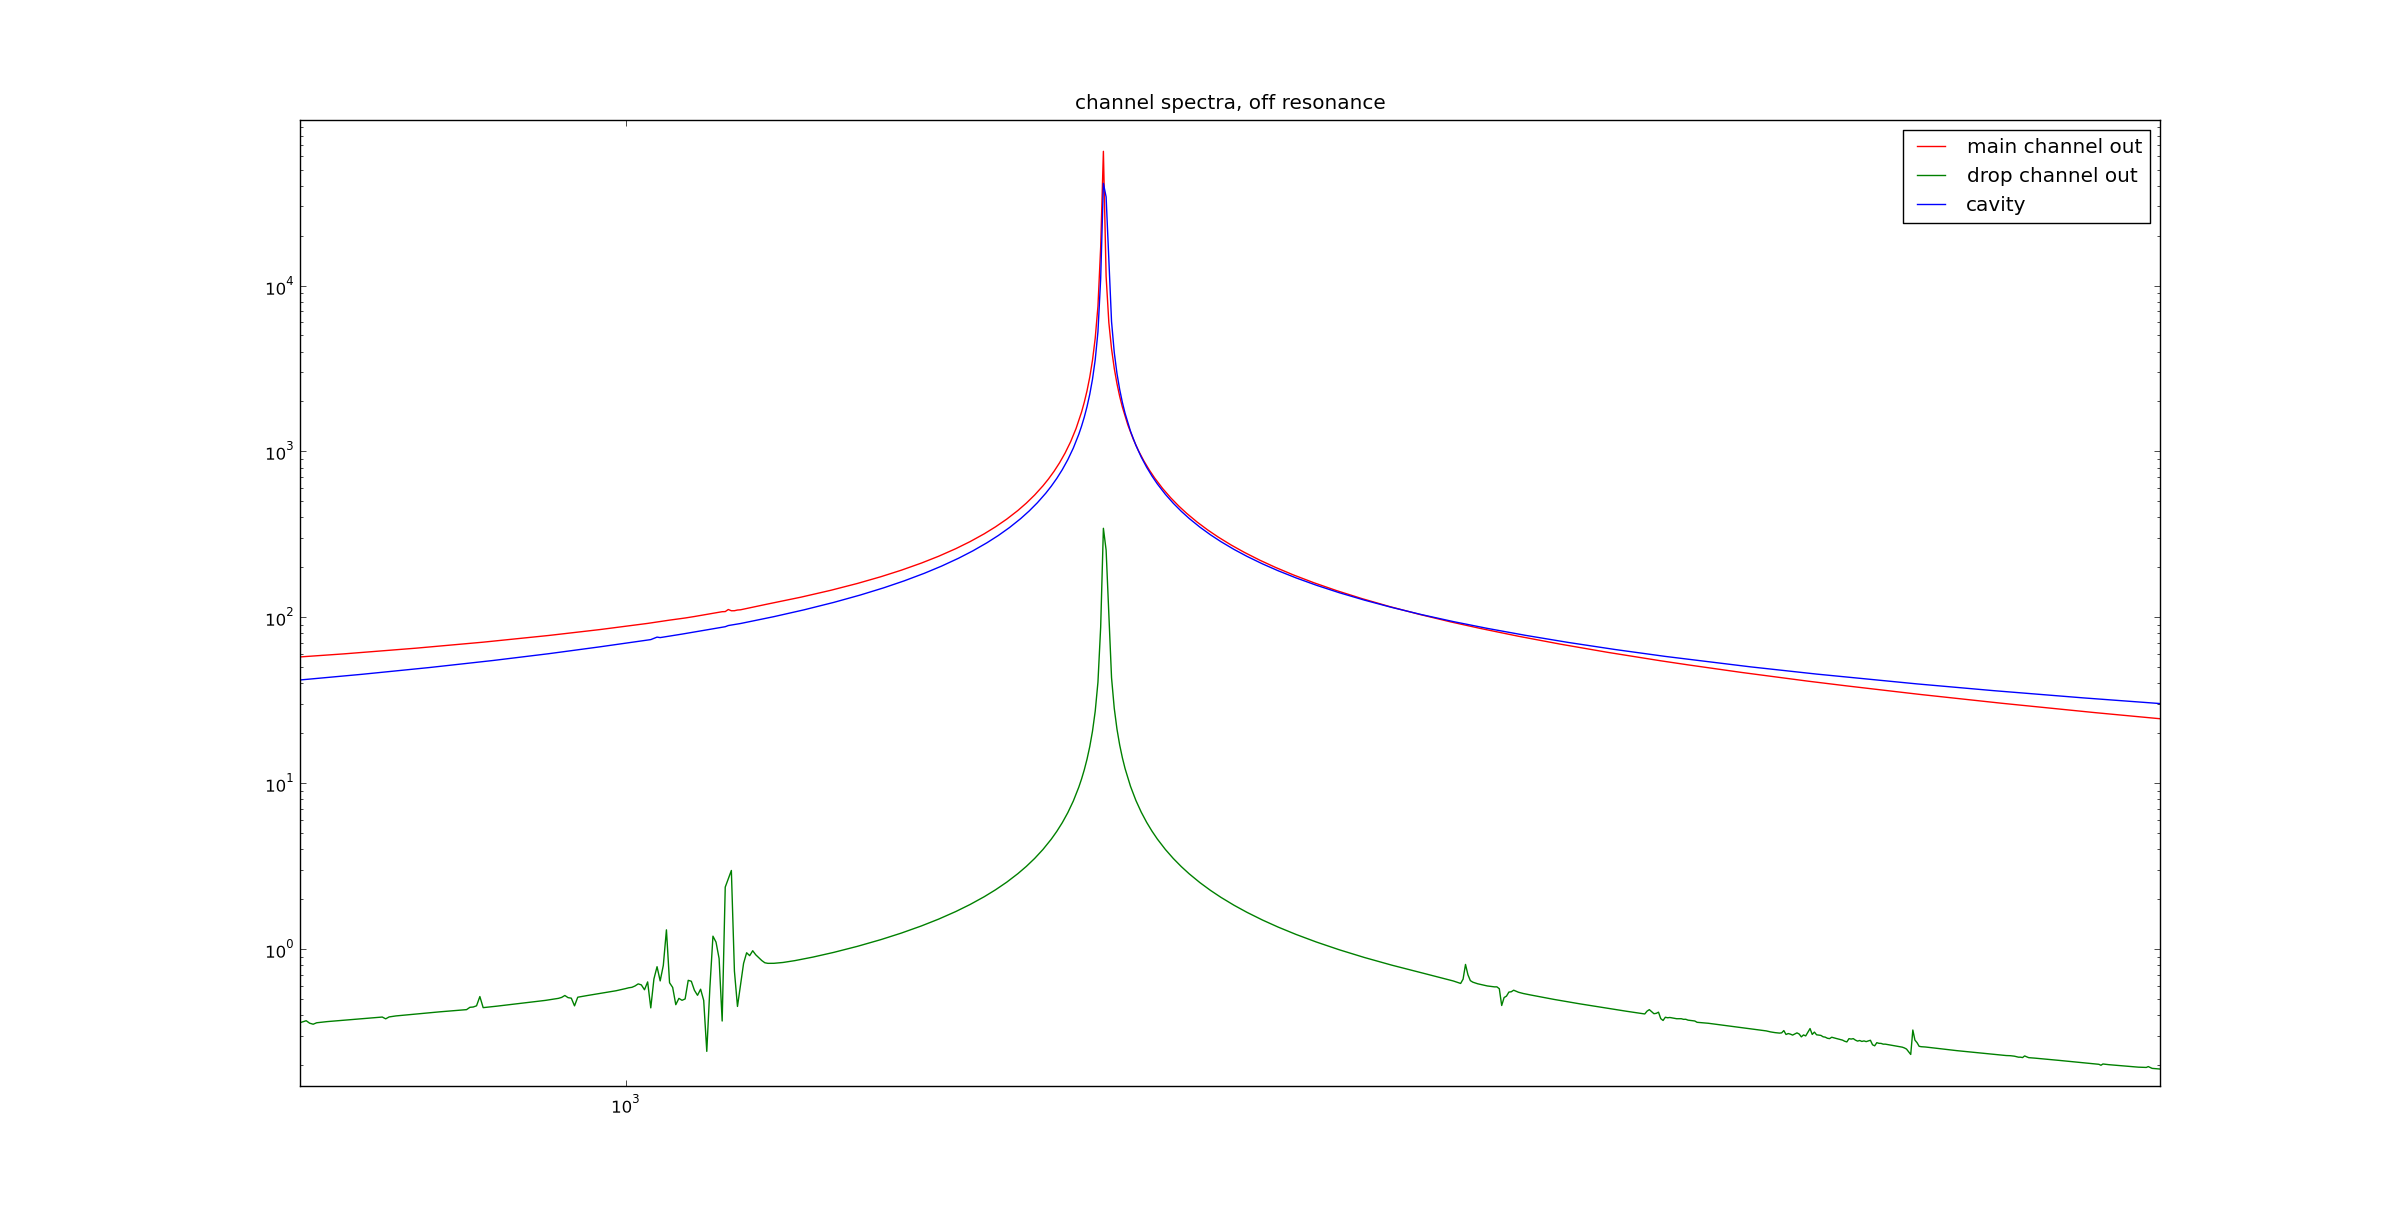 channel spectra, off resonance
main channel out
drop channel out
cavity
10^4
10^3
10^2
10^1
10^0
10^3